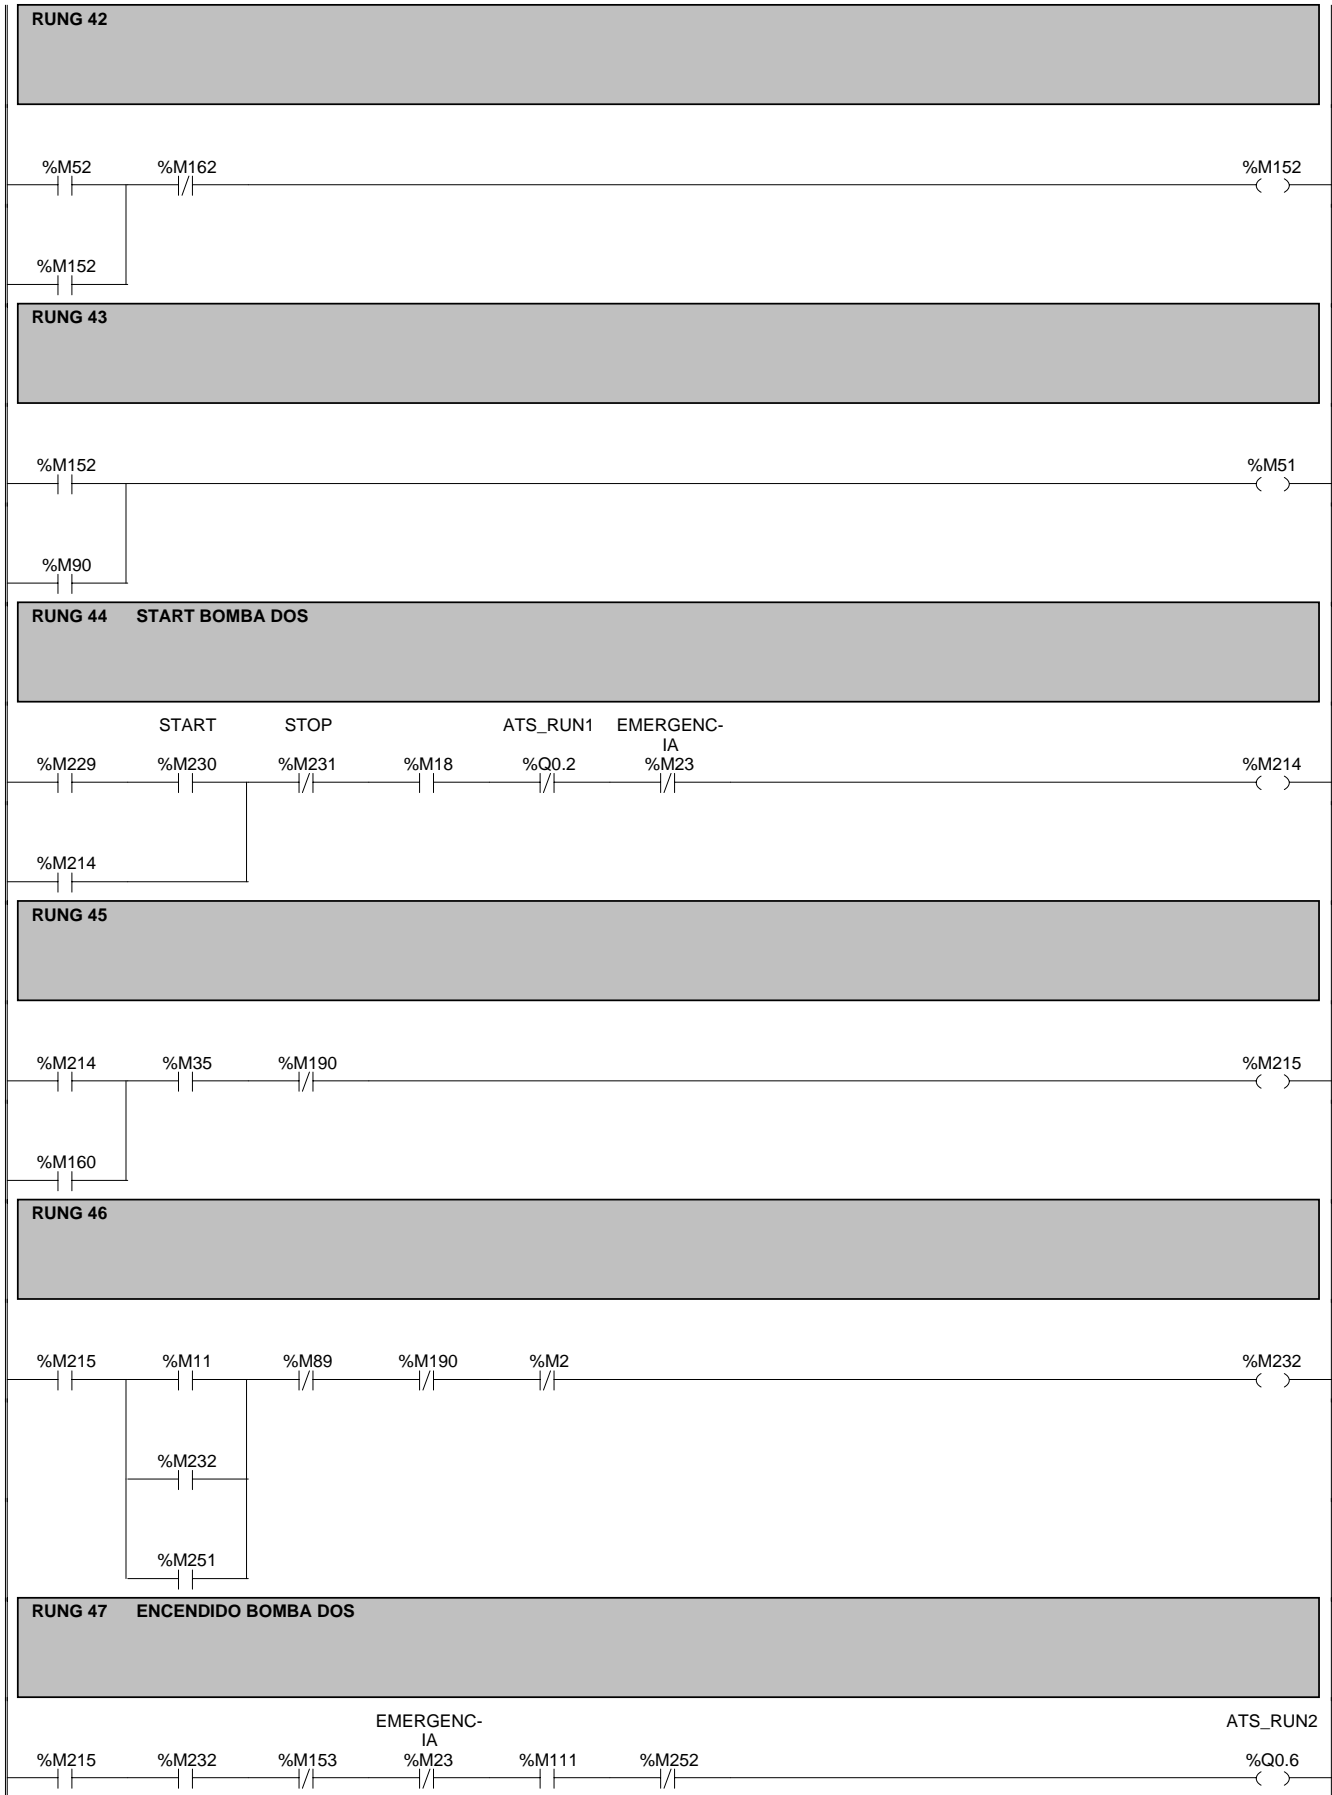 RUNG 42
%M52 %M162 %M152
%M152
RUNG 43
%M152 %M51
%M90
RUNG 44 START BOMBA DOS
START STOP ATS_RUN1 EMERGENC-
IA
%M229 %M230 %M231 %M18 %Q0.2 %M23 %M214
%M214
RUNG 45
%M214 %M35 %M190 %M215
%M160
RUNG 46
%M215 %M11 %M89 %M190 %M2 %M232
%M232
%M251
RUNG 47 ENCENDIDO BOMBA DOS
EMERGENC- ATS_RUN2
IA
%M215 %M232 %M153 %M23 %M111 %M252 %Q0.6